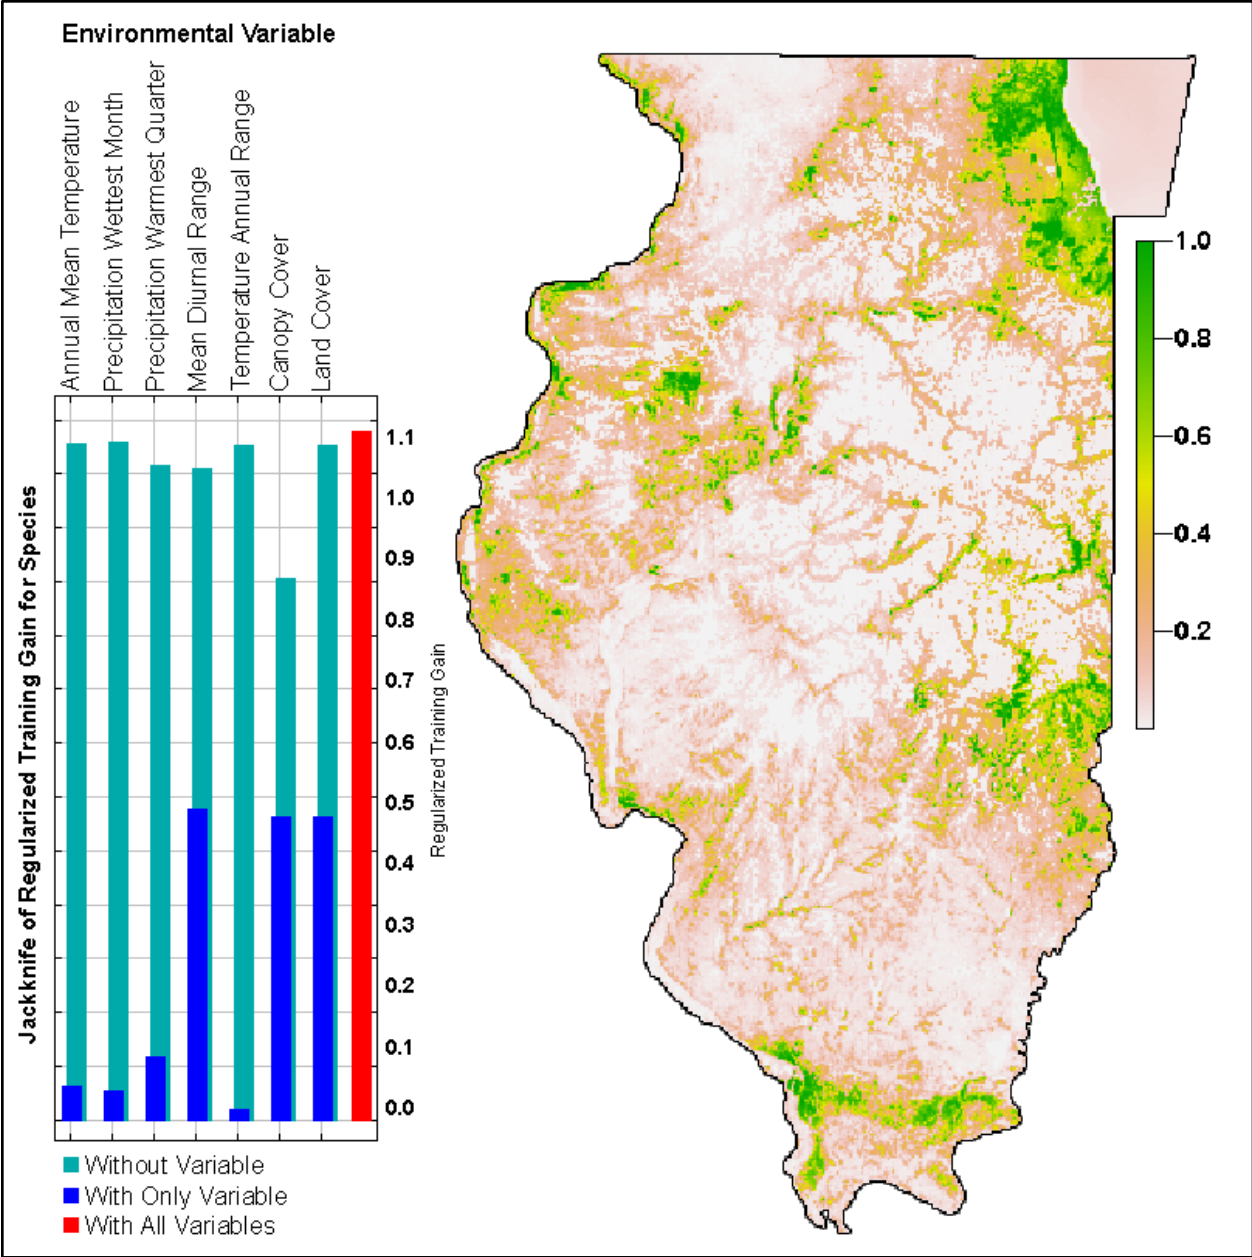 Environmental Variable
Annual Mean Temperature
Precipitation Wettest Month
Precipitation Warmest Quarter
Mean Diurnal Range
Temperature Annual Range
Canopy Cover
Land Cover
Jackknife of Regularized Training Gain for Species
1.1
1.0
0.9
0.8
0.7
0.6
0.5
0.4
0.3
0.2
0.1
0.0
Regularized Training Gain
Without Variable
With Only Variable
With All Variables
1.0
0.8
0.6
0.4
0.2